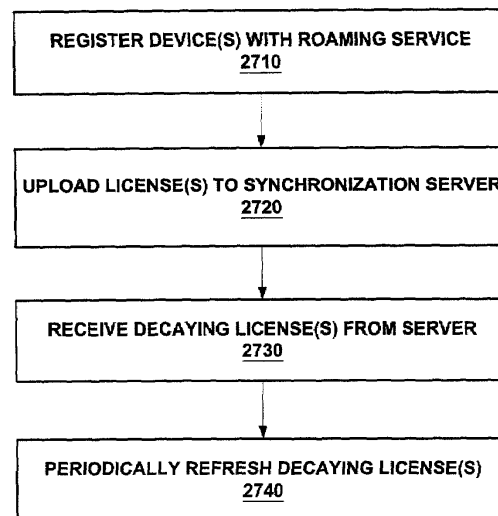 REGISTER DEVICE(S) WITH ROAMING SERVICE
2710
UPLOAD LICENSE(S) TO SYNCHRONIZATION SERVER
2720
RECEIVE DECAYING LICENSE(S) FROM SERVER
2730
PERIODICALLY REFRESH DECAYING LICENSE(S)
2740